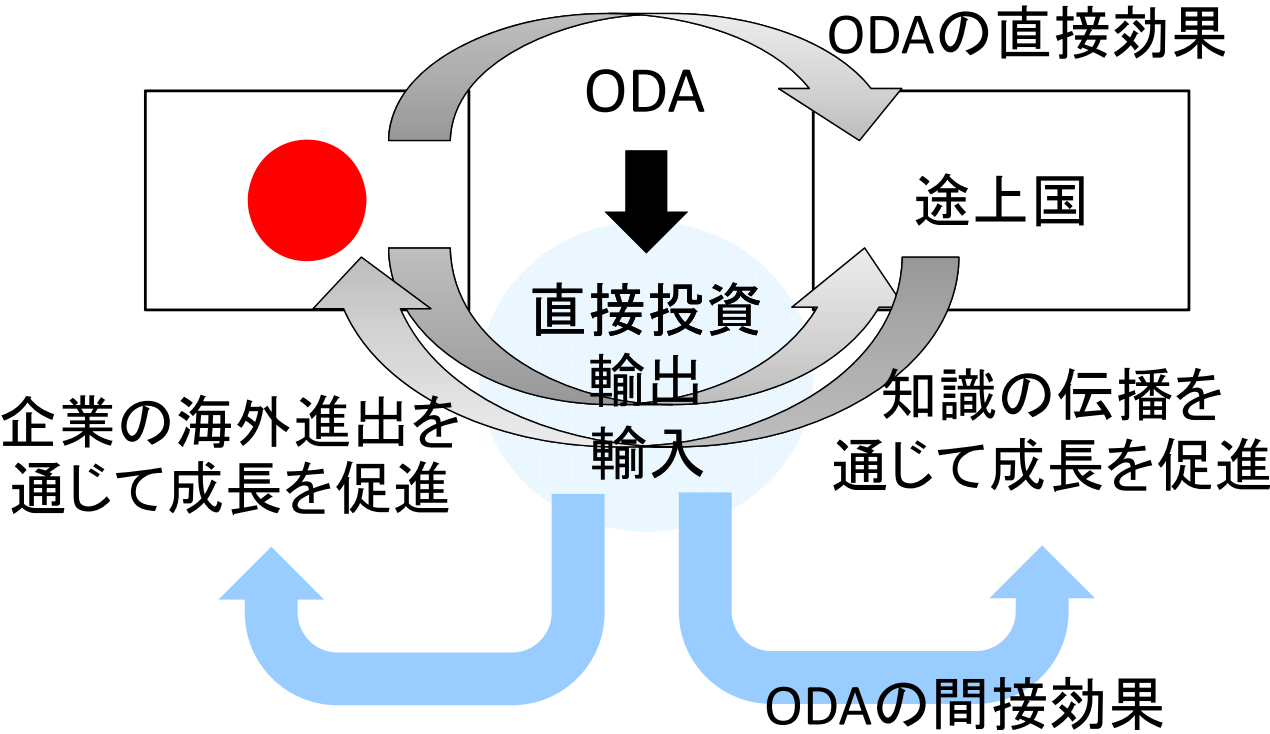 ODAの直接効果
ODA
途上国
直接投資
輸出
輸入
企業の海外進出を
通じて成長を促進
知識の伝播を
通じて成長を促進
ODAの間接効果